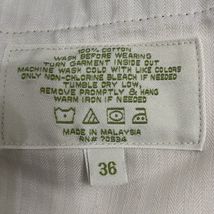 100% COTTON
WASH BEFORE WEARING
TURN GARMENT INSIDE OUT
MACHINE WASH COLD WITH LIKE COLORS
ONLY NON-CHLORINE BLEACH IF NEEDED
TUMBLE DRY LOW,
REMOVE PROMPTLY & HANG
WARM IRON IF NEEDED
MADE IN MALAYSIA
RN# 70534
36